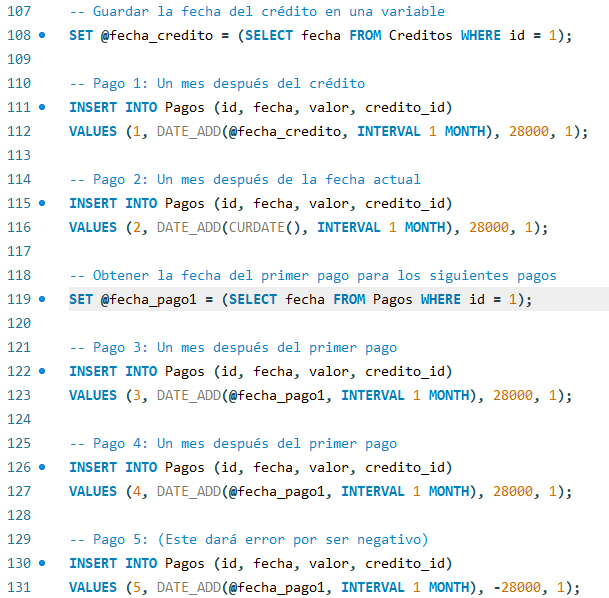 107 -- Guardar la fecha del crédito en una variable
108 SET @fecha_credito = (SELECT fecha FROM Creditos WHERE id = 1);
109
110 -- Pago 1: Un mes después del crédito
111 INSERT INTO Pagos (id, fecha, valor, credito_id)
112 VALUES (1, DATE_ADD(@fecha_credito, INTERVAL 1 MONTH), 28000, 1);
113
114 -- Pago 2: Un mes después de la fecha actual
115 INSERT INTO Pagos (id, fecha, valor, credito_id)
116 VALUES (2, DATE_ADD(CURDATE(), INTERVAL 1 MONTH), 28000, 1);
117
118 -- Obtener la fecha del primer pago para los siguientes pagos
119 SET @fecha_pago1 = (SELECT fecha FROM Pagos WHERE id = 1);
120
121 -- Pago 3: Un mes después del primer pago
122 INSERT INTO Pagos (id, fecha, valor, credito_id)
123 VALUES (3, DATE_ADD(@fecha_pago1, INTERVAL 1 MONTH), 28000, 1);
124
125 -- Pago 4: Un mes después del primer pago
126 INSERT INTO Pagos (id, fecha, valor, credito_id)
127 VALUES (4, DATE_ADD(@fecha_pago1, INTERVAL 1 MONTH), 28000, 1);
128
129 -- Pago 5: (Este dará error por ser negativo)
130 INSERT INTO Pagos (id, fecha, valor, credito_id)
131 VALUES (5, DATE_ADD(@fecha_pago1, INTERVAL 1 MONTH), -28000, 1);